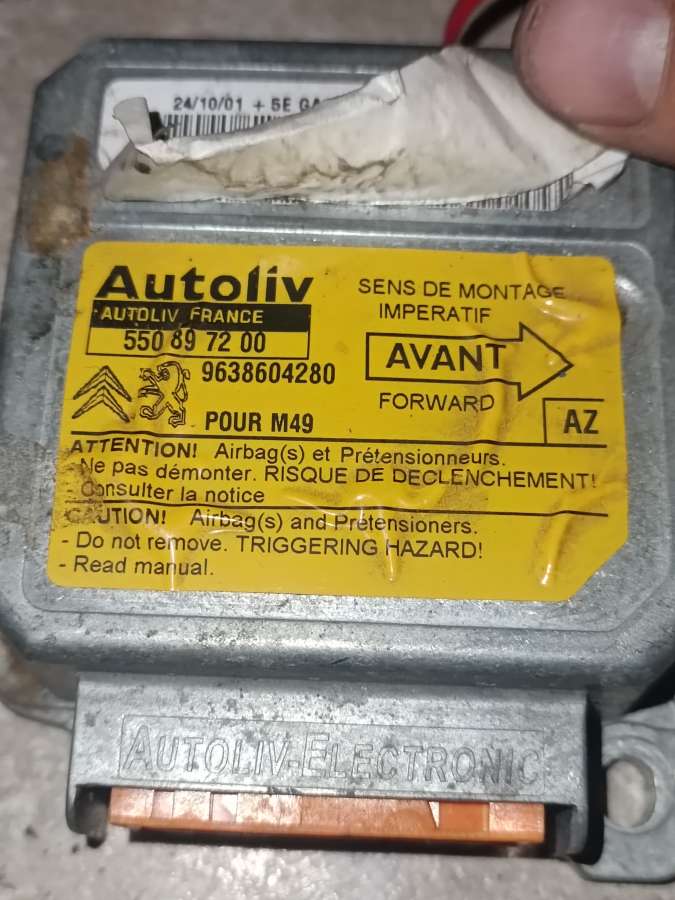 24/10/01 + 5E GA
Autoliv
AUTOLIV FRANCE
550 89 72 00
9638604280
POUR M49
SENS DE MONTAGE
IMPERATIF
AVANT
FORWARD
AZ
ATTENTION! Airbag(s) et Prétensionneurs.
- Ne pas démonter. RISQUE DE DECLENCHEMENT!
- Consulter la notice
CAUTION! Airbag(s) and Prétensioners.
- Do not remove. TRIGGERING HAZARD!
- Read manual.
AUTOLIV-ELECTRONIC